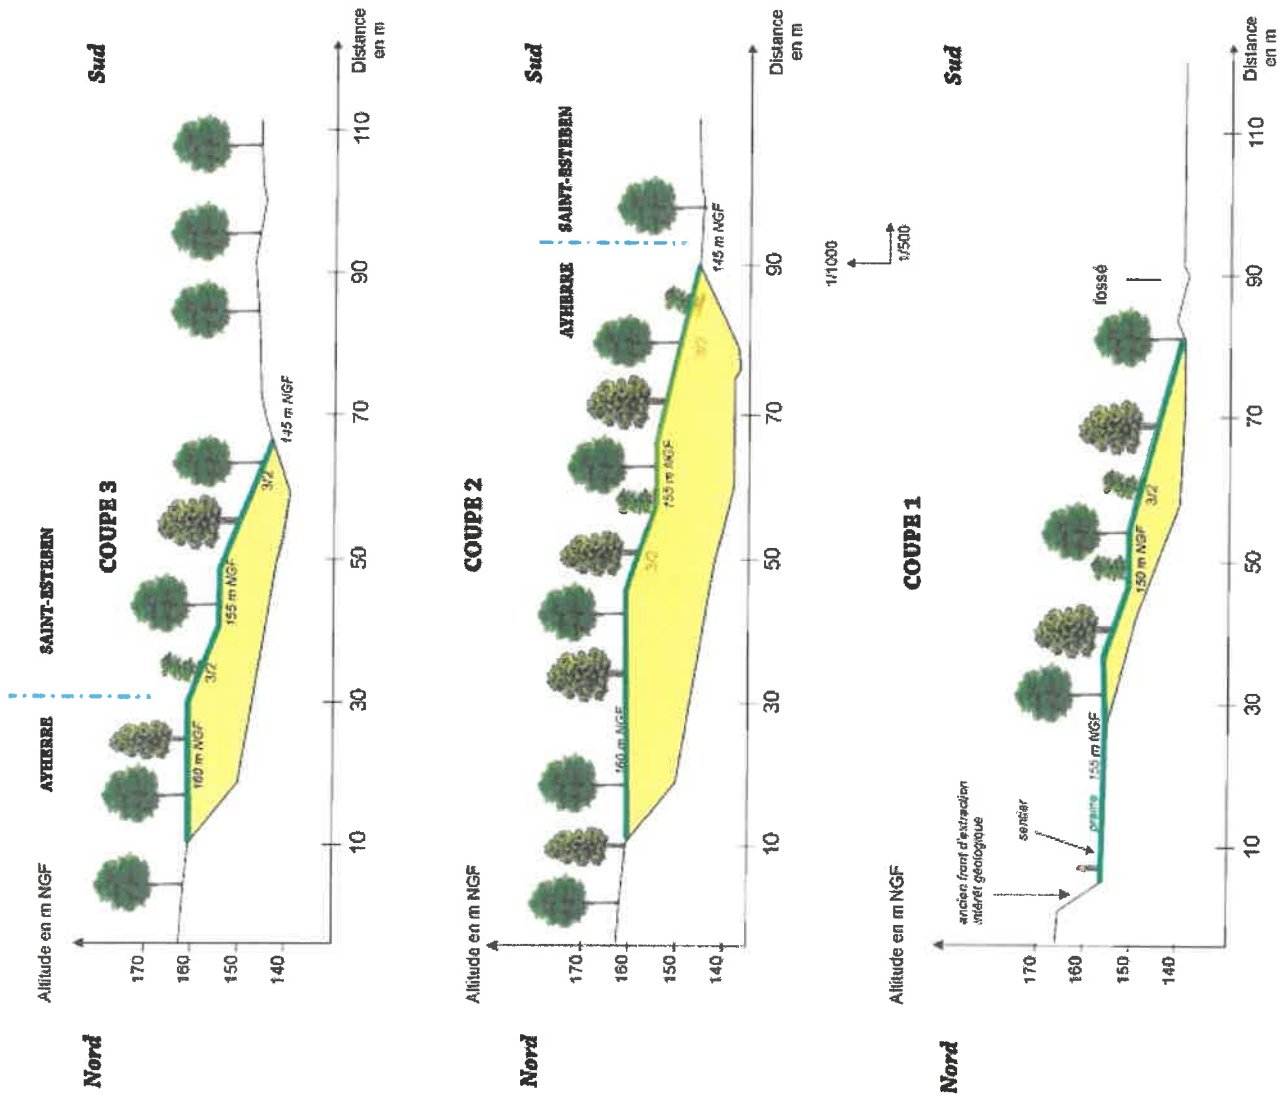 AYHERRE SAINT-ESTEBEN
COUPE 3
Nord
Sud
Altitude en m NGF
170
160
150
140
160 m NGF
3/2
155 m NGF
3/2
145 m NGF
10 30 50 70 90 110
Distance
en m
COUPE 2
Nord
Sud
AYHERRE SAINT-ESTEBEN
Altitude en m NGF
170
160
150
140
160 m NGF
3/2
155 m NGF
3/2
145 m NGF
10 30 50 70 90 110
Distance
en m
1/1000
1/500
COUPE 1
Nord
Sud
Altitude en m NGF
170
160
150
140
ancien front d'extraction
intérêt géologique
sentier
prairie
155 m NGF
150 m NGF
3/2
fossé
10 30 50 70 90 110
Distance
en m